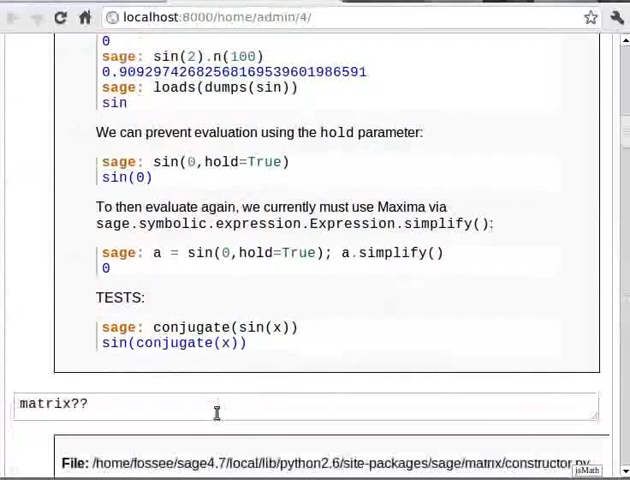 localhost:8000/home/admin/4/
0
sage: sin(2).n(100)
0.90929742682568169539601986591
sage: loads(dumps(sin))
sin
We can prevent evaluation using the hold parameter:
sage: sin(0,hold=True)
sin(0)
To then evaluate again, we currently must use Maxima via
sage.symbolic.expression.Expression.simplify():
sage: a = sin(0,hold=True); a.simplify()
0
TESTS:
sage: conjugate(sin(x))
sin(conjugate(x))
matrix??
File: /home/fossee/sage4.7/local/lib/python2.6/site-packages/sage/matrix/constructor.py
jsMath